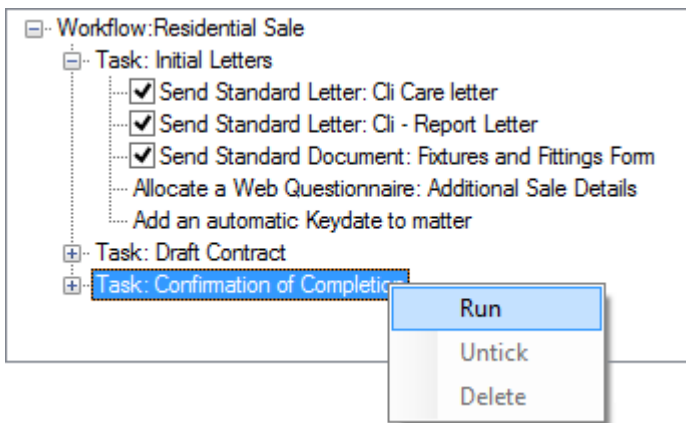 Workflow:Residential Sale
Task: Initial Letters
Send Standard Letter: Cli Care letter
Send Standard Letter: Cli - Report Letter
Send Standard Document: Fixtures and Fittings Form
Allocate a Web Questionnaire: Additional Sale Details
Add an automatic Keydate to matter
Task: Draft Contract
Task: Confirmation of Completion
Run
Untick
Delete